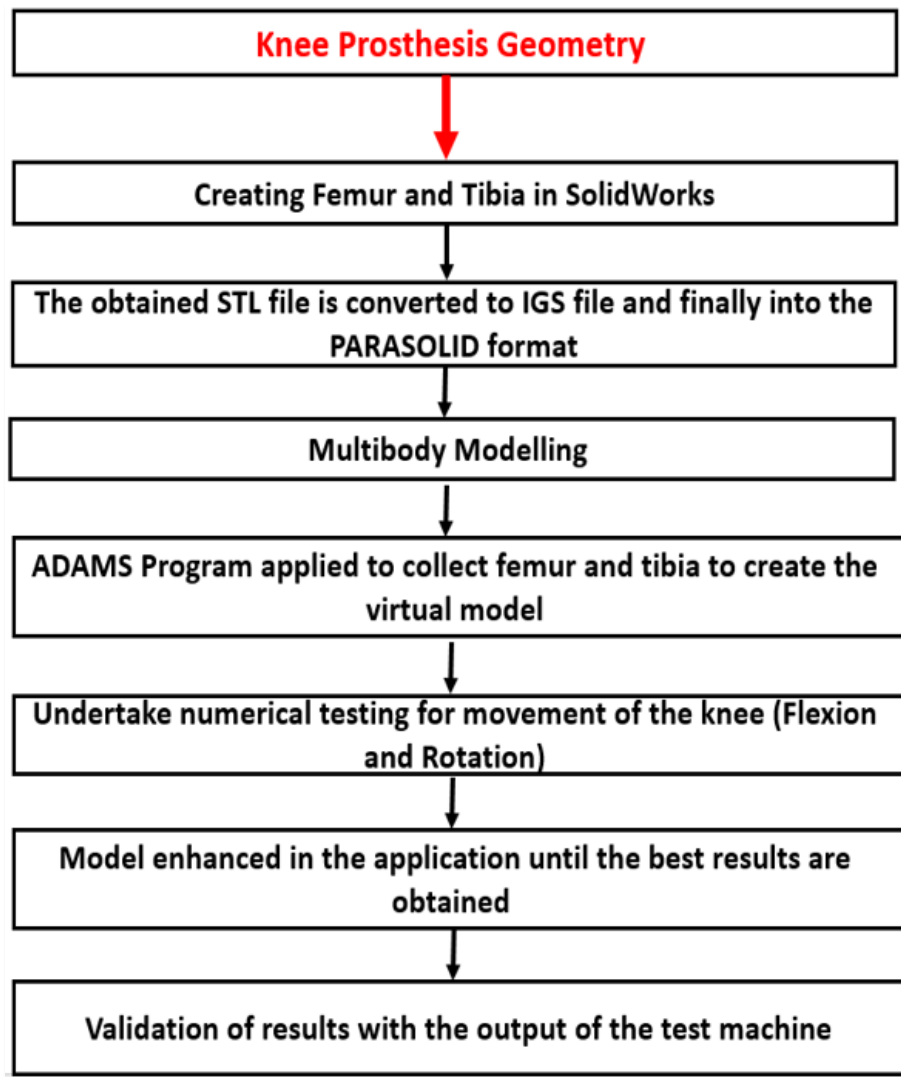 Knee Prosthesis Geometry
Creating Femur and Tibia in SolidWorks
The obtained STL file is converted to IGS file and finally into the
PARASOLID format
Multibody Modelling
ADAMS Program applied to collect femur and tibia to create the
virtual model
Undertake numerical testing for movement of the knee (Flexion
and Rotation)
Model enhanced in the application until the best results are
obtained
Validation of results with the output of the test machine